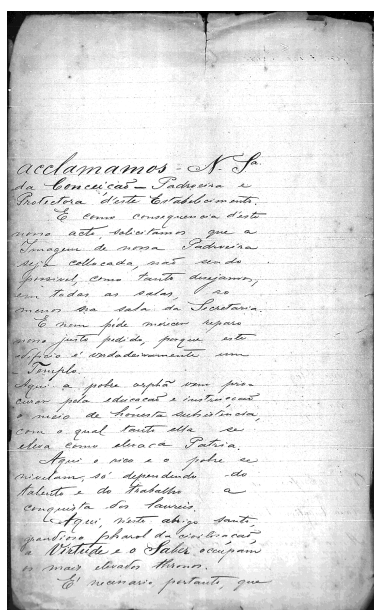 acclamamos - N. Sa.
da Conceição - Padroeira e
Protectora d'este Estabelecimento.
E como consequencia d'este
nosso acto, solicitamos que a
Imagem de nossa Padroeira
seja collocada, não sendo
possivel, como tanto desejamos,
em todas as salas, ao
menos na sala da Secretaria.
E nem póde merecer reparo
nosso justo pedido, porque este
edificio é verdadeiramente um
Templo.
Aqui a pobre orphã vem pro-
curar pela educação e instrucção
o meio de honesta subsistencia,
com o qual tanto ella se
eleva como eleva a Patria.
Aqui o rico e o pobre se
nivelam, só dependendo do
talento e do trabalho a
conquista dos laureis.
Aqui, neste abrigo santo,
grandioso pharol da civilisação
a Virtude e o Saber occupam
os mais elevados thronos.
E' necessario portanto, que